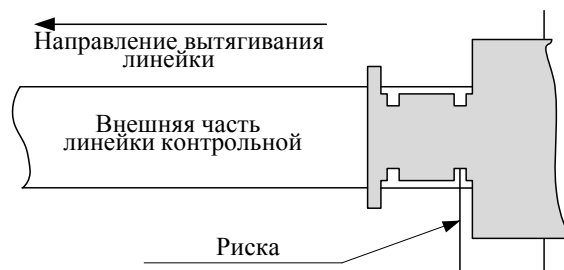 Направление вытягивания
линейки
Внешняя часть
линейки контрольной
Риска